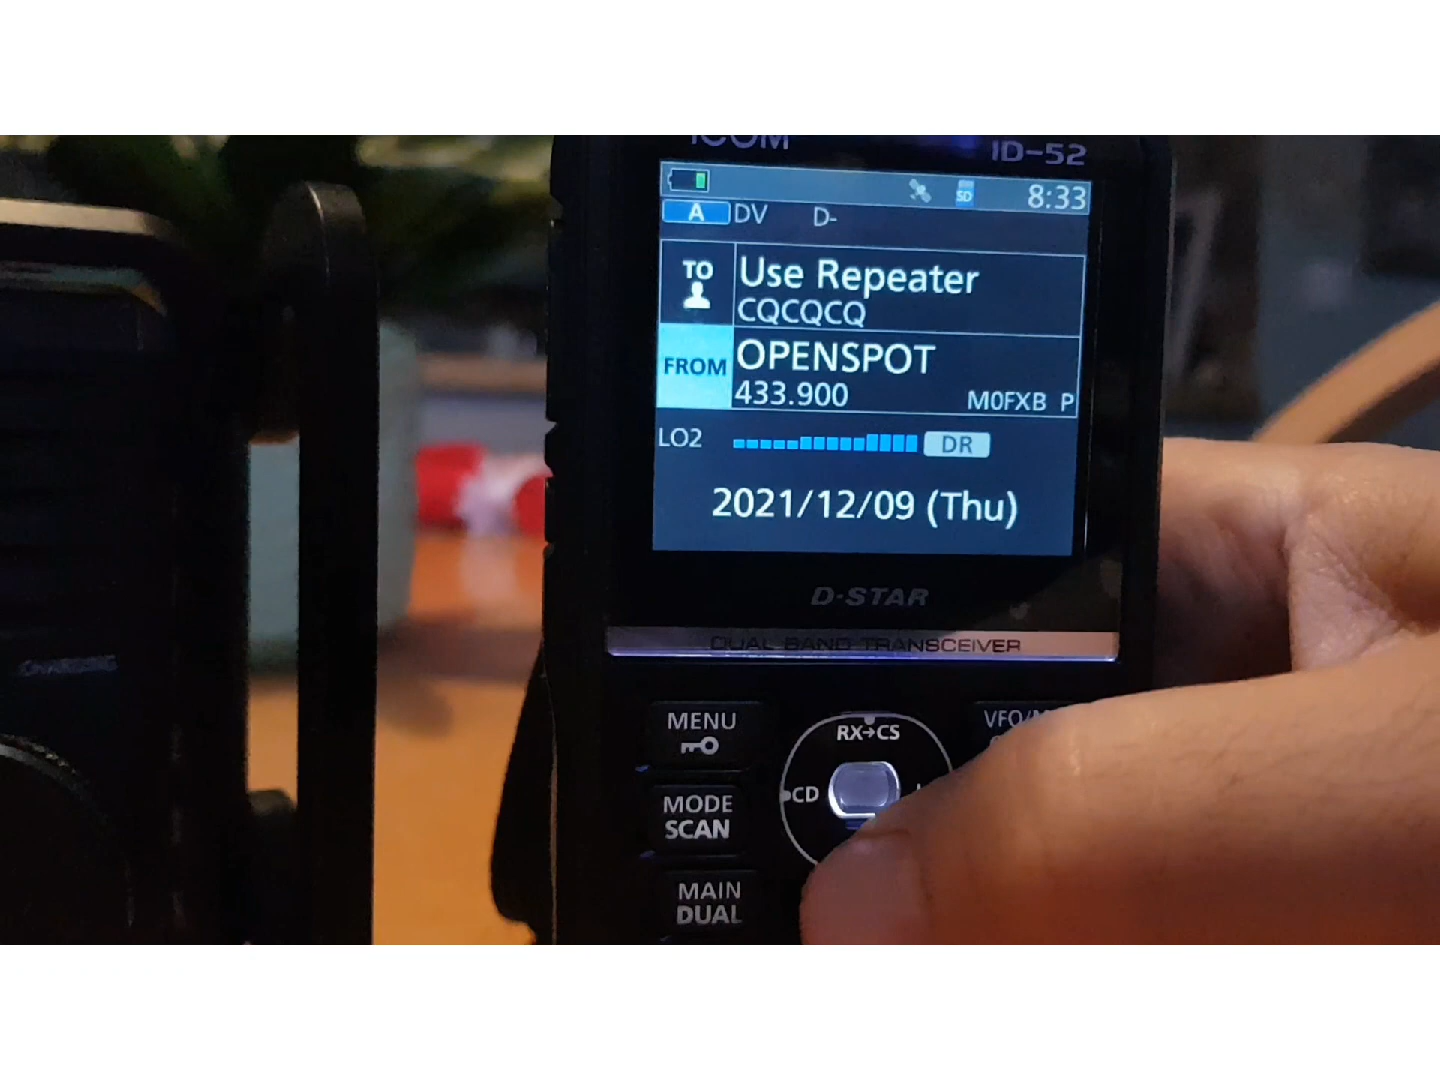 ICOM
ID-52
SD 8:33
A DV D-
TO Use Repeater
CQCQCQ
FROM OPENSPOT
433.900 M0FXB P
LO2 DR
2021/12/09 (Thu)
D-STAR
DUAL BAND TRANSCEIVER
MENU
RX→CS
CD
MODE
SCAN
MAIN
DUAL
CHARGING